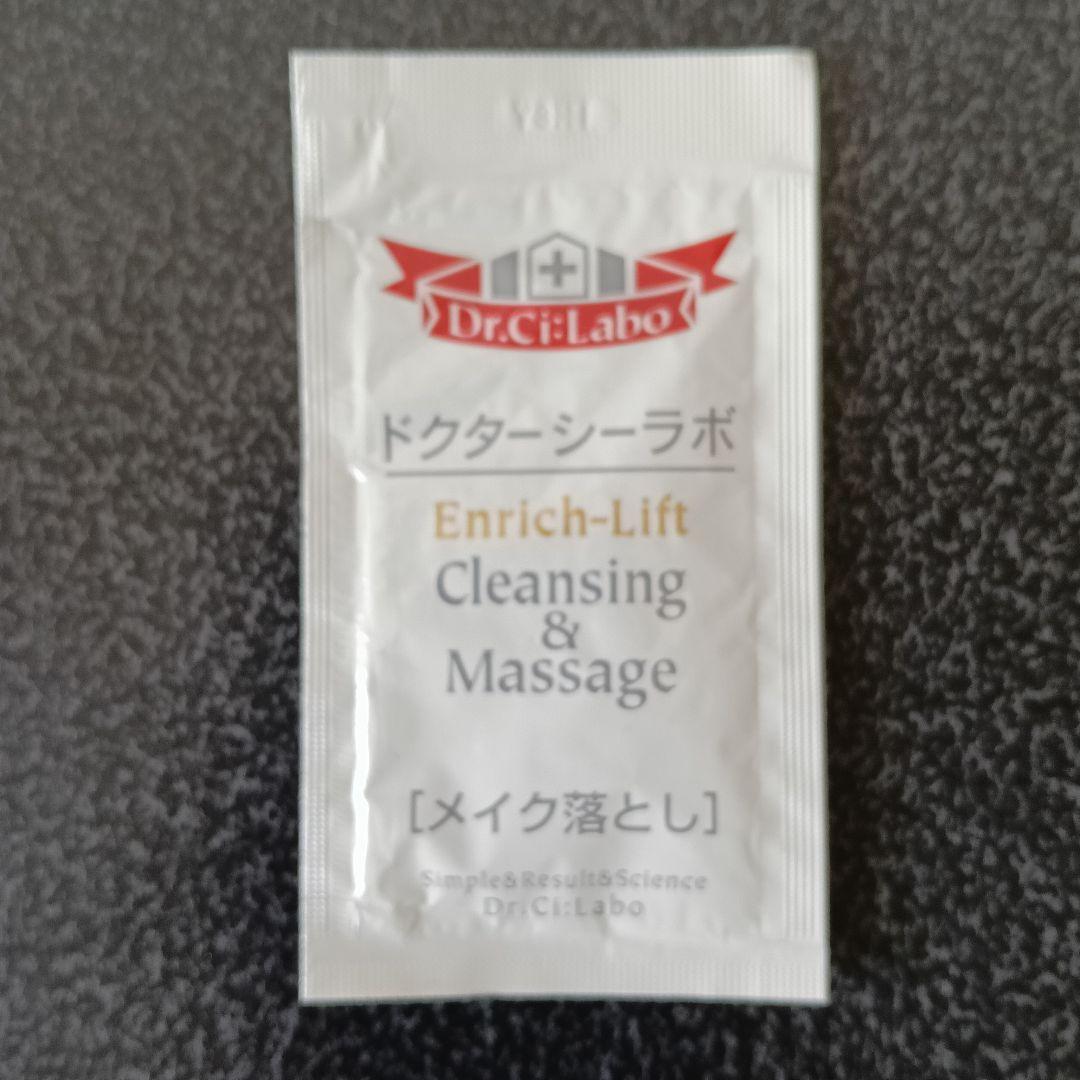 Dr.Ci:Labo
ドクターシーラボ
Enrich-Lift
Cleansing
&
Massage
[メイク落とし]
Simple&Result&Science
Dr.Ci:Labo